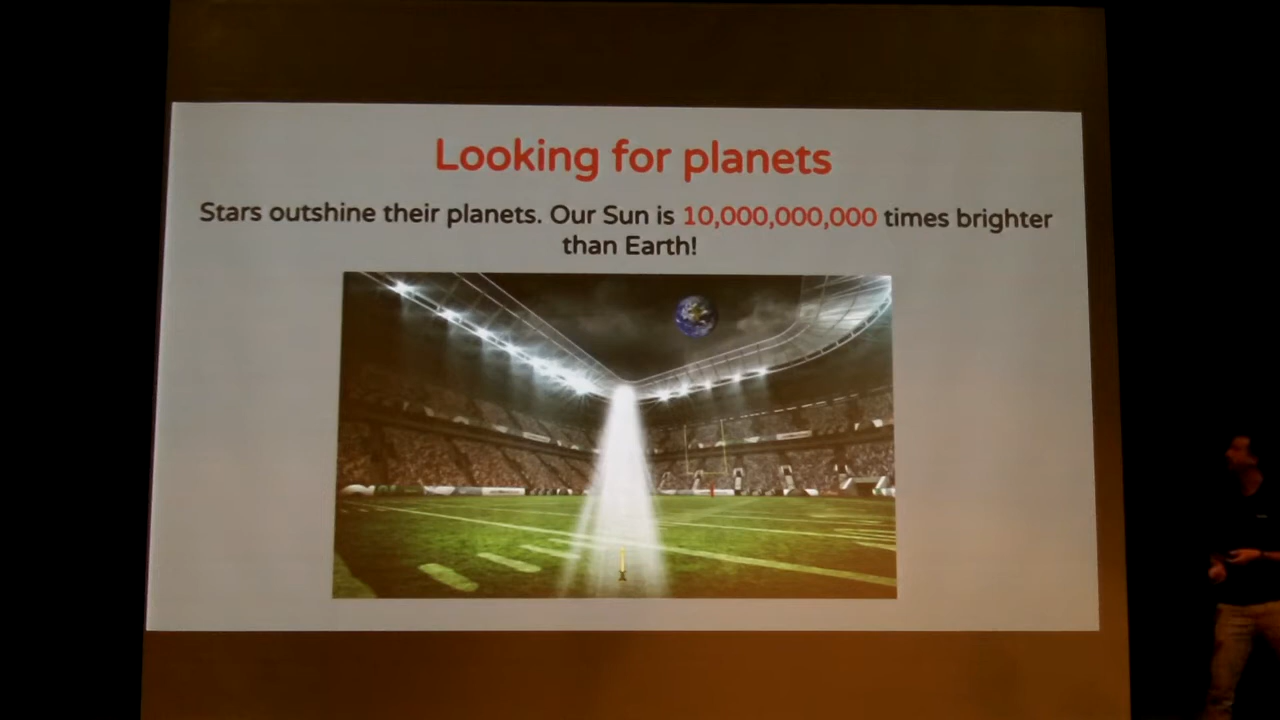 Looking for planets
Stars outshine their planets. Our Sun is 10,000,000,000 times brighter
than Earth!